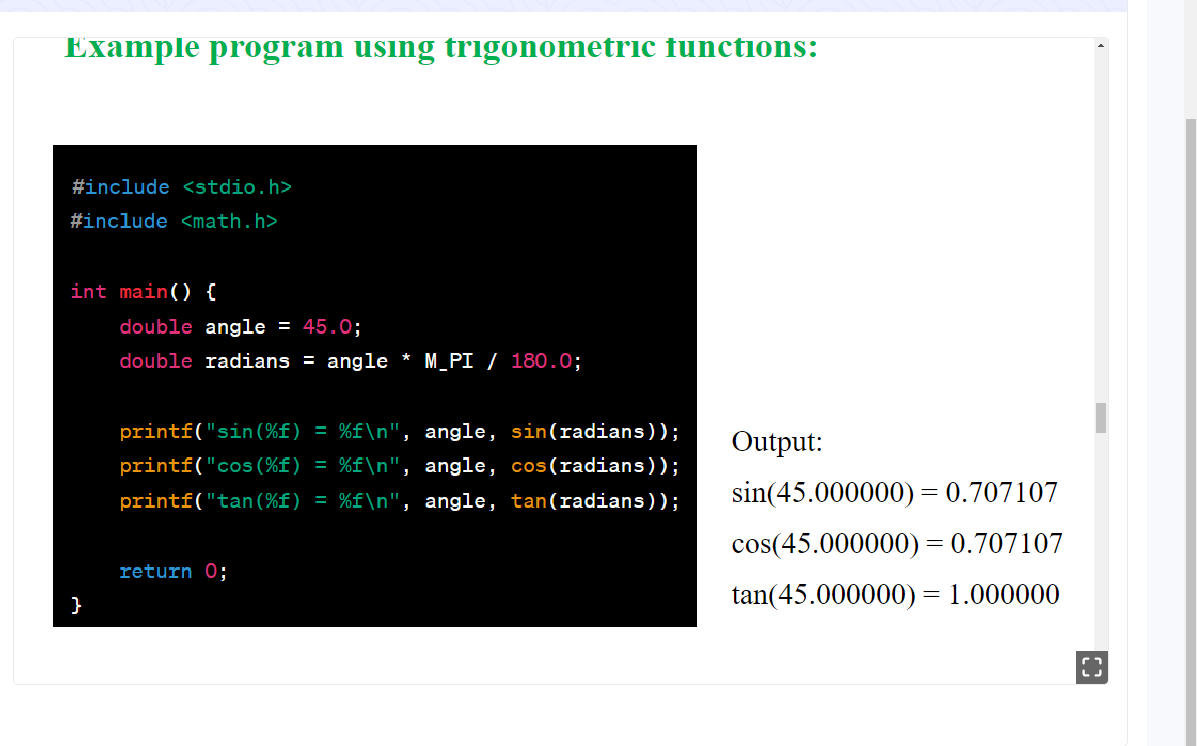 Example program using trigonometric functions:
#include <stdio.h>
#include <math.h>
int main() {
    double angle = 45.0;
    double radians = angle * M_PI / 180.0;
    printf("sin(%f) = %f\n", angle, sin(radians));
    printf("cos(%f) = %f\n", angle, cos(radians));
    printf("tan(%f) = %f\n", angle, tan(radians));
    return 0;
}
Output:
sin(45.000000) = 0.707107
cos(45.000000) = 0.707107
tan(45.000000) = 1.000000